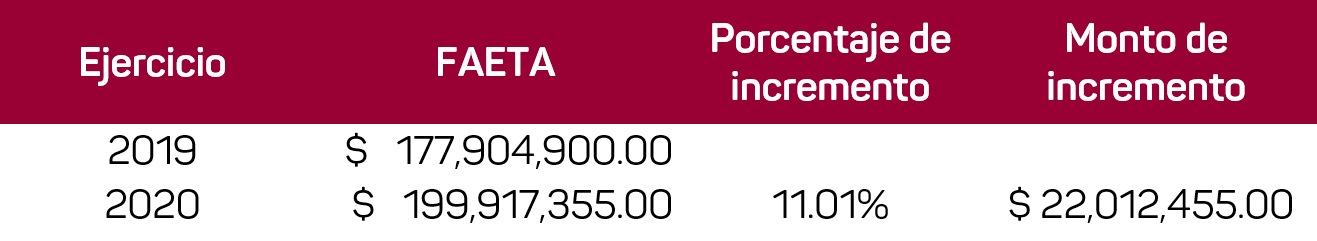 Ejercicio FAETA Porcentaje de incremento Monto de incremento
2019 $ 177,904,900.00
2020 $ 199,917,355.00 11.01% $ 22,012,455.00